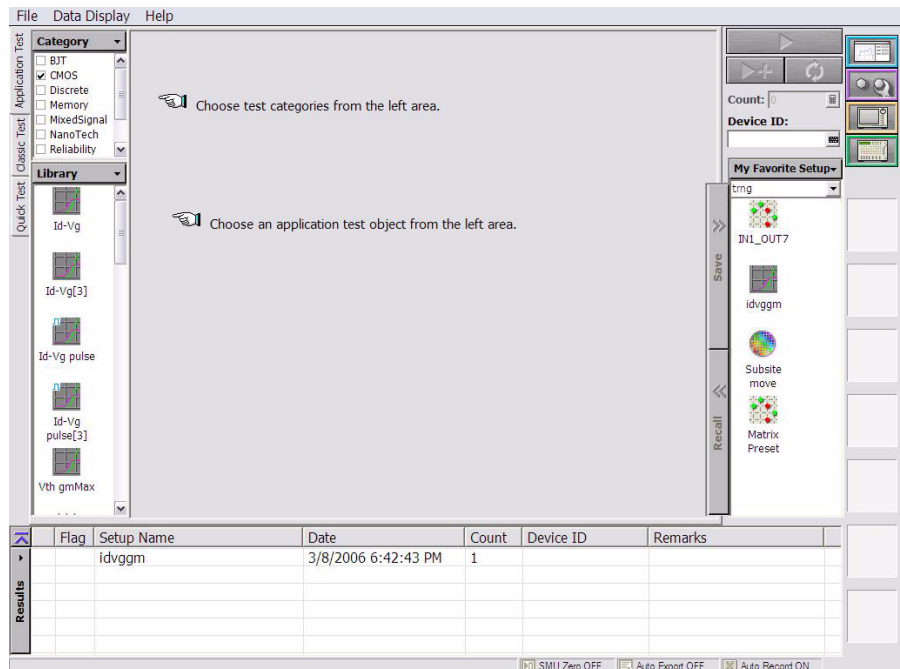 File Data Display Help
Application Test
Classic Test
Quick Test
Category
BJT
CMOS
Discrete
Memory
MixedSignal
NanoTech
Reliability
Library
Id-Vg
Id-Vg[3]
Id-Vg pulse
Id-Vg
pulse[3]
Vth gmMax
Choose test categories from the left area.
Choose an application test object from the left area.
Save
Recall
Count: 0
Device ID:
My Favorite Setup
trng
IN1_OUT7
idvggm
Subsite
move
Matrix
Preset
Results
Flag Setup Name Date Count Device ID Remarks
idvggm 3/8/2006 6:42:43 PM 1
SMU Zero OFF Auto Export OFF Auto Record ON